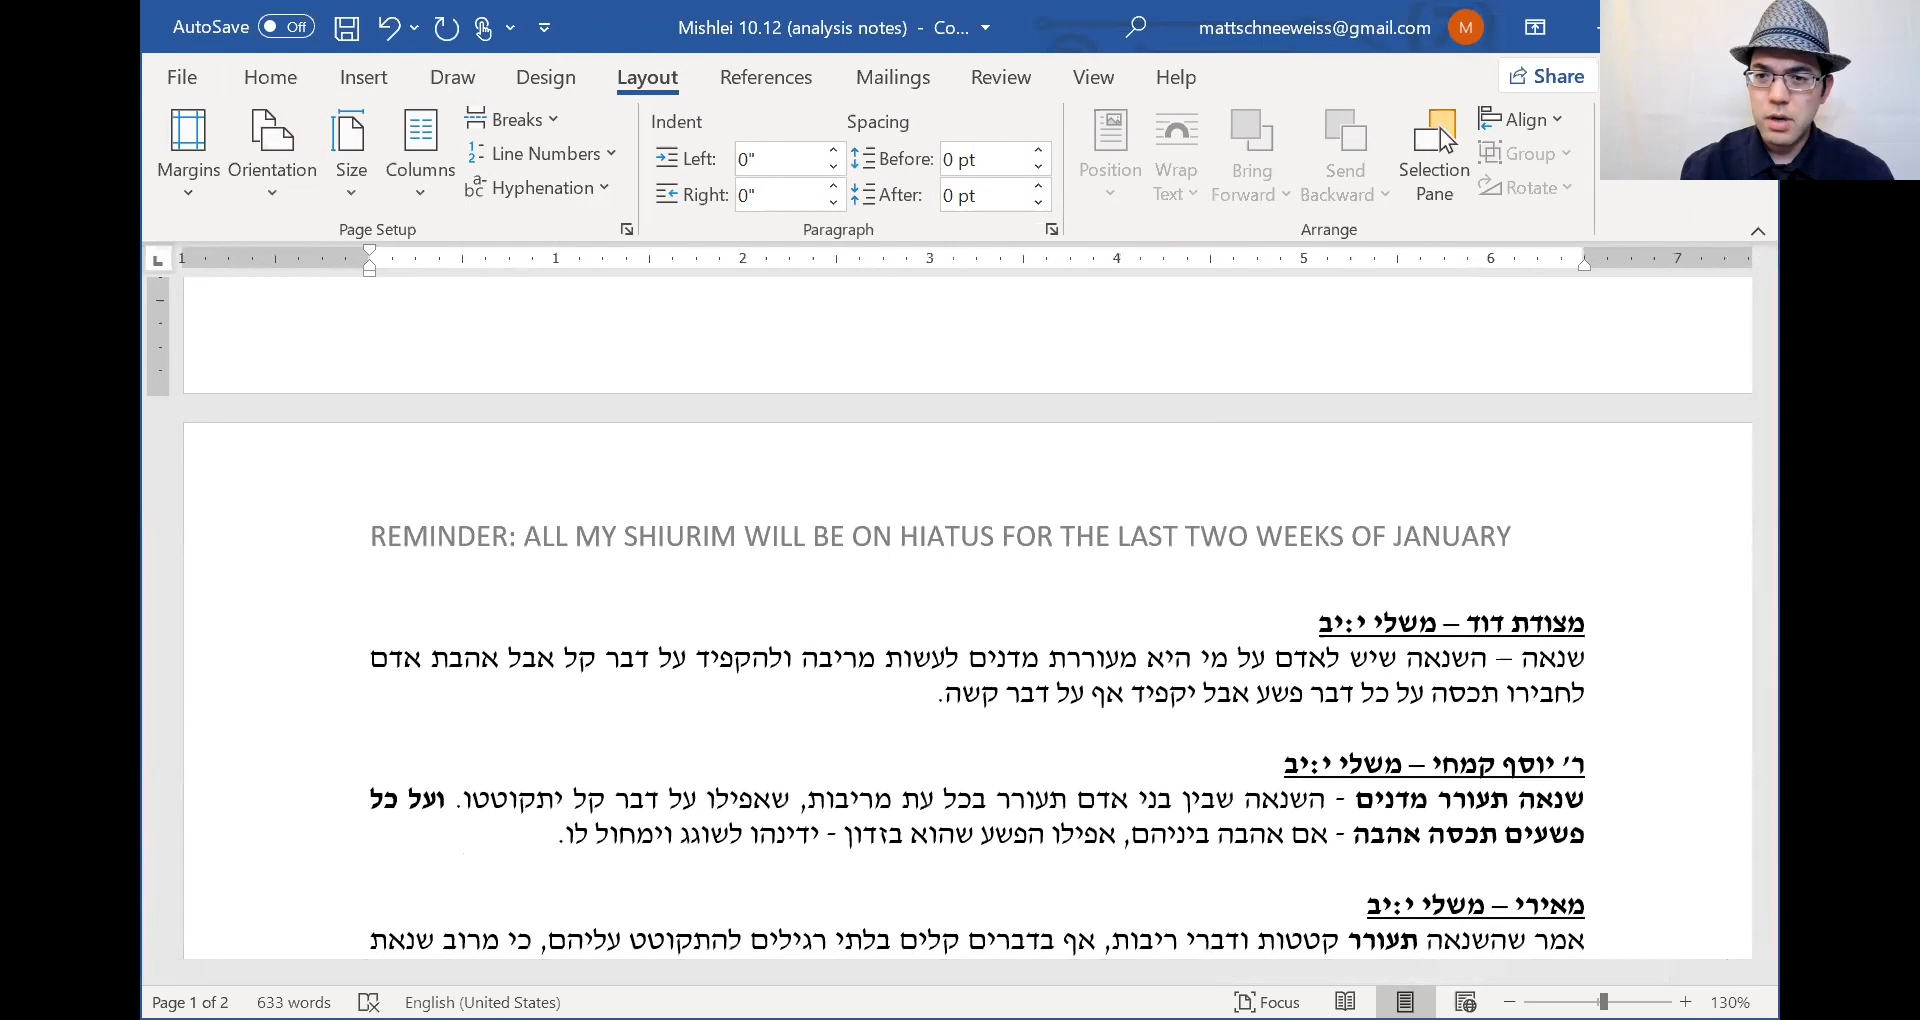 AutoSave Off Mishlei 10.12 (analysis notes) - Co... mattschneeweiss@gmail.com M
File Home Insert Draw Design Layout References Mailings Review View Help Share
Margins Orientation Size Columns
Breaks
Line Numbers
Hyphenation
Page Setup
Indent
Left: 0"
Right: 0"
Spacing
Before: 0 pt
After: 0 pt
Paragraph
Position
Wrap Text
Bring Forward
Send Backward
Selection Pane
Align
Group
Rotate
Arrange
1 1 2 3 4 5 6 7
REMINDER: ALL MY SHIURIM WILL BE ON HIATUS FOR THE LAST TWO WEEKS OF JANUARY
מצודת דוד – משלי י:יב
שנאה – השנאה שיש לאדם על מי היא מעוררת מדנים לעשות מריבה ולהקפיד על דבר קל אבל אהבת אדם
לחבירו תכסה על כל דבר פשע אבל יקפיד אף על דבר קשה.
ר׳ יוסף קמחי – משלי י:יב
שנאה תעורר מדנים - השנאה שבין בני אדם תעורר בכל עת מריבות, שאפילו על דבר קל יתקוטטו. ועל כל
פשעים תכסה אהבה - אם אהבה ביניהם, אפילו הפשע שהוא בזדון - ידינהו לשוגג וימחול לו.
מאירי – משלי י:יב
אמר שהשנאה תעורר קטטות ודברי ריבות, אף בדברים קלים בלתי רגילים להתקוטט עליהם, כי מרוב שנאת
Page 1 of 2 633 words English (United States) Focus 130%